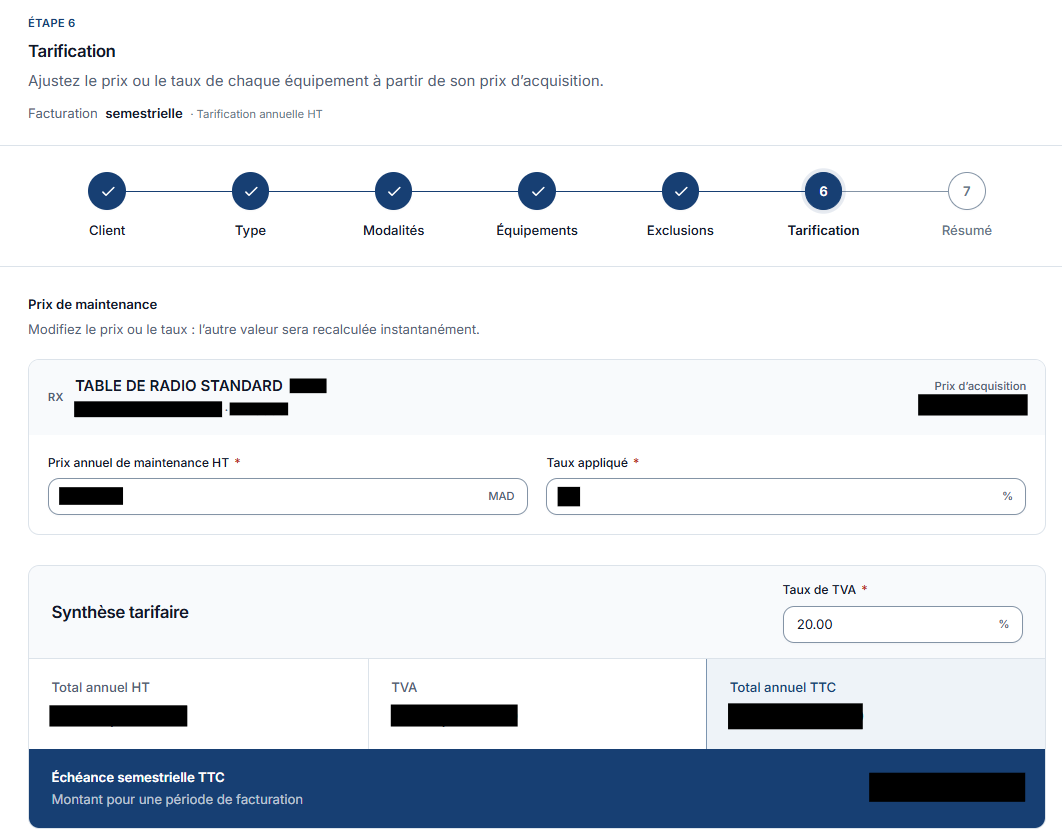 ÉTAPE 6
Tarification
Ajustez le prix ou le taux de chaque équipement à partir de son prix d’acquisition.
Facturation semestrielle · Tarification annuelle HT
6 7
Client Type Modalités Équipements Exclusions Tarification Résumé
Prix de maintenance
Modifiez le prix ou le taux : l’autre valeur sera recalculée instantanément.
RX TABLE DE RADIO STANDARD
·
Prix d’acquisition
Prix annuel de maintenance HT * Taux appliqué *
MAD %
Synthèse tarifaire
Taux de TVA *
20.00 %
Total annuel HT TVA Total annuel TTC
Échéance semestrielle TTC
Montant pour une période de facturation